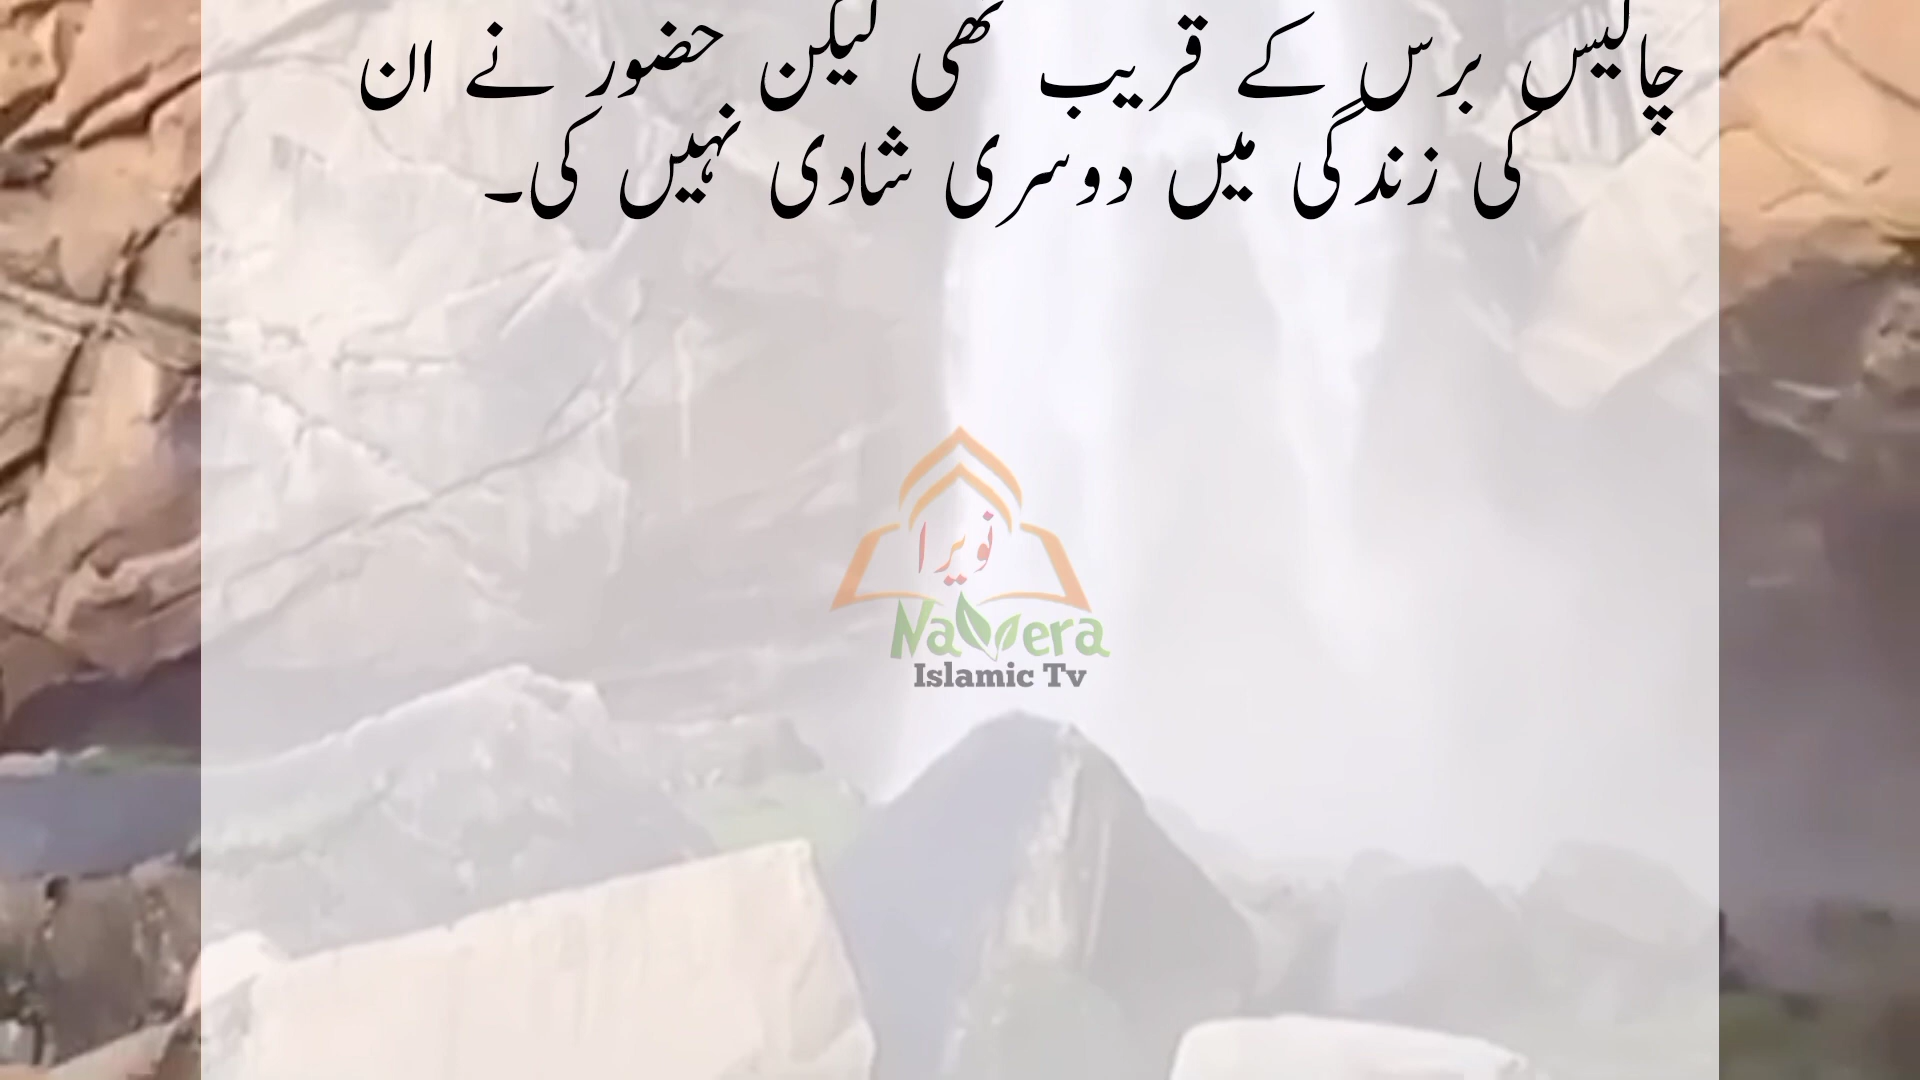 چالیس برس کے قریب تھی لیکن حضور نے ان
کی زندگی میں دوسری شادی نہیں کی۔
نویرا
Naveera
Islamic Tv